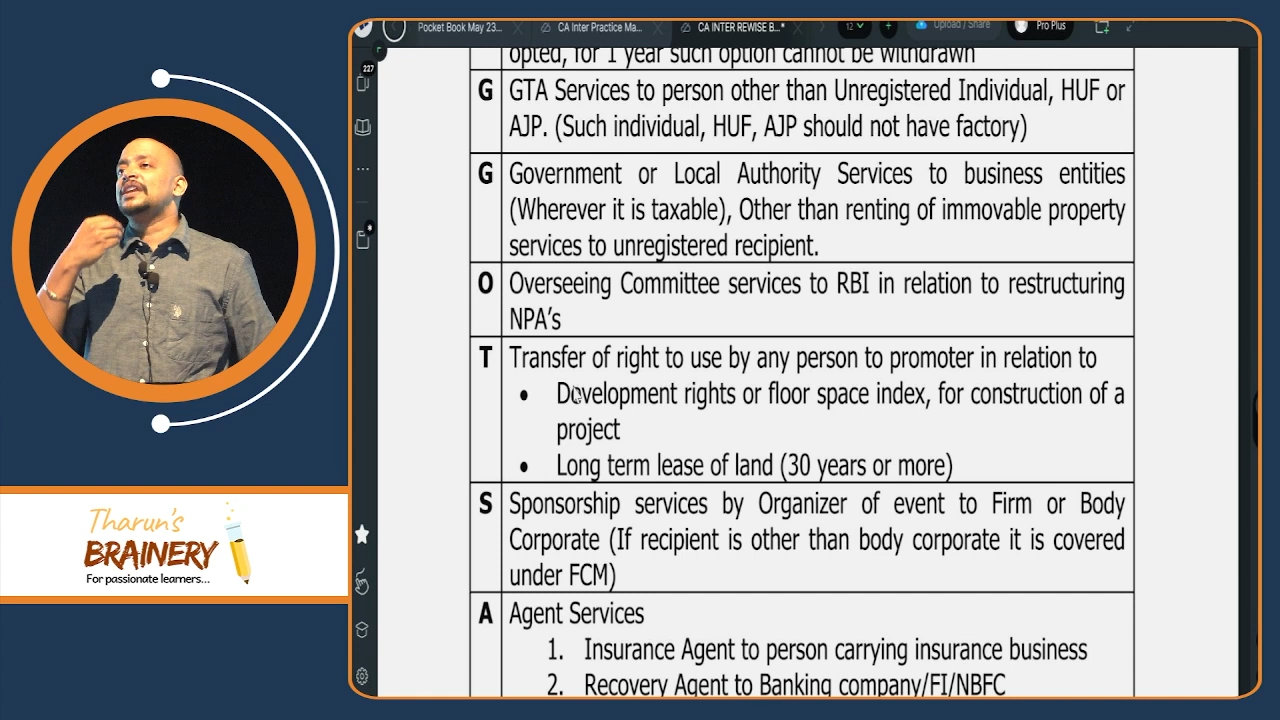 Pocket Book May 23...
CA Inter Practice Ma...
CA INTER REWISE B...*
12
Upload / Share
Pro Plus
227
opted, for 1 year such option cannot be withdrawn
G GTA Services to person other than Unregistered Individual, HUF or
AJP. (Such individual, HUF, AJP should not have factory)
G Government or Local Authority Services to business entities
(Wherever it is taxable), Other than renting of immovable property
services to unregistered recipient.
O Overseeing Committee services to RBI in relation to restructuring
NPA's
T Transfer of right to use by any person to promoter in relation to
• Development rights or floor space index, for construction of a
project
• Long term lease of land (30 years or more)
S Sponsorship services by Organizer of event to Firm or Body
Corporate (If recipient is other than body corporate it is covered
under FCM)
A Agent Services
1. Insurance Agent to person carrying insurance business
2. Recovery Agent to Banking company/FI/NBFC
Tharun's
BRAINERY
For passionate learners...